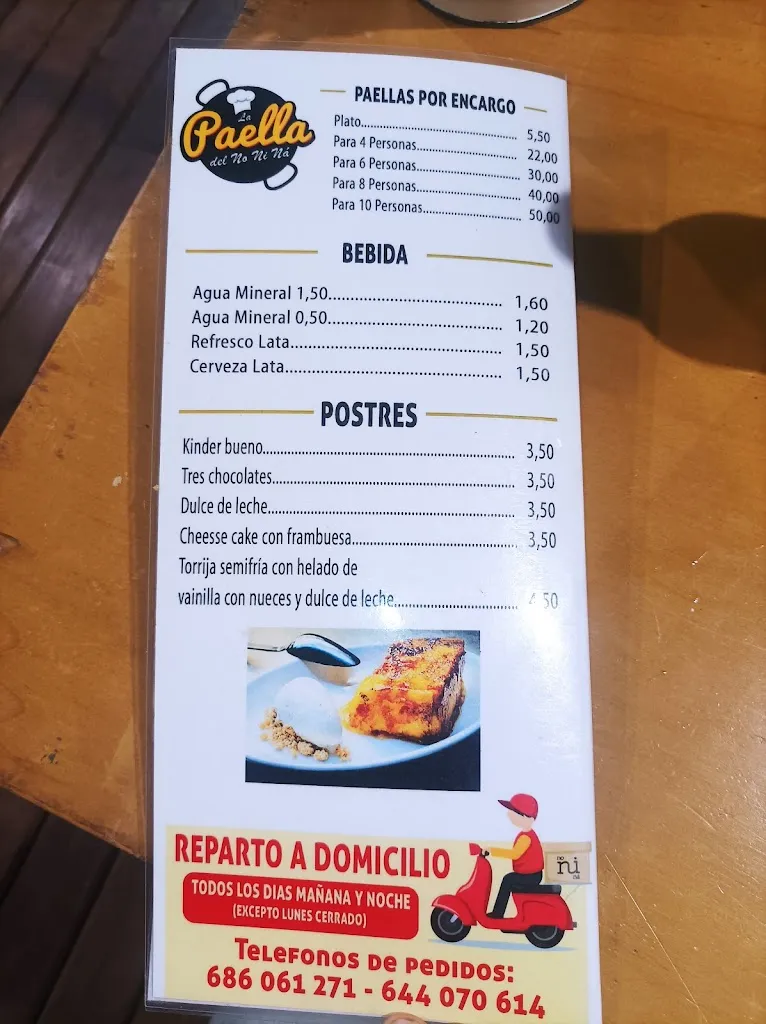 La
Paella
del No Ni Ná
PAELLAS POR ENCARGO
Plato.......... 5,50
Para 4 Personas.......... 22,00
Para 6 Personas.......... 30,00
Para 8 Personas.......... 40,00
Para 10 Personas.......... 50,00
BEBIDA
Agua Mineral 1,50.......... 1,60
Agua Mineral 0,50.......... 1,20
Refresco Lata.......... 1,50
Cerveza Lata.......... 1,50
POSTRES
Kinder bueno.......... 3,50
Tres chocolates.......... 3,50
Dulce de leche.......... 3,50
Cheesse cake con frambuesa.......... 3,50
Torrija semifría con helado de
vainilla con nueces y dulce de leche.......... 4,50
REPARTO A DOMICILIO
TODOS LOS DIAS MAÑANA Y NOCHE
(EXCEPTO LUNES CERRADO)
no
ni
ná
TELEFONOS DE PEDIDOS:
686 061 271 - 644 070 614